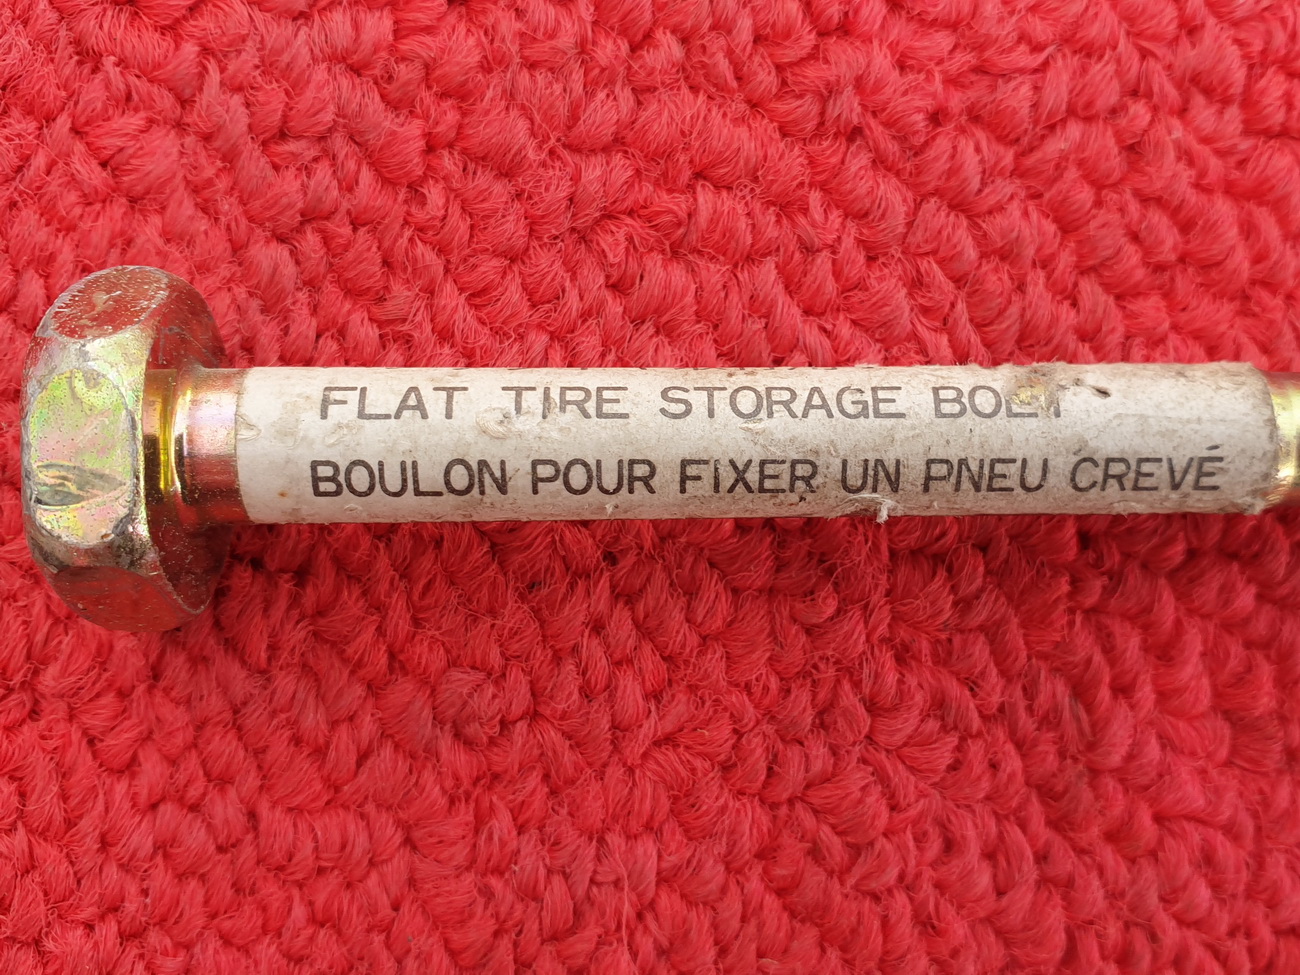 FLAT TIRE STORAGE BOLT
BOULON POUR FIXER UN PNEU CREVÉ